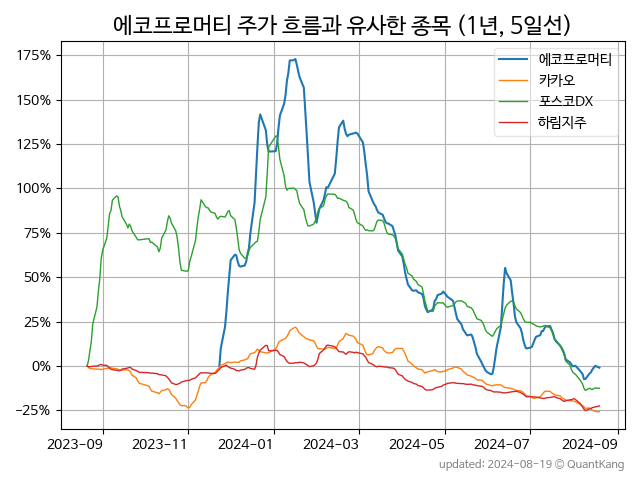 에코프로머티 주가 흐름과 유사한 종목 (1년, 5일선)
에코프로머티
카카오
포스코DX
하림지주
175%
150%
125%
100%
75%
50%
25%
0%
−25%
2023-09 2023-11 2024-01 2024-03 2024-05 2024-07 2024-09
updated: 2024-08-19 © QuantKang